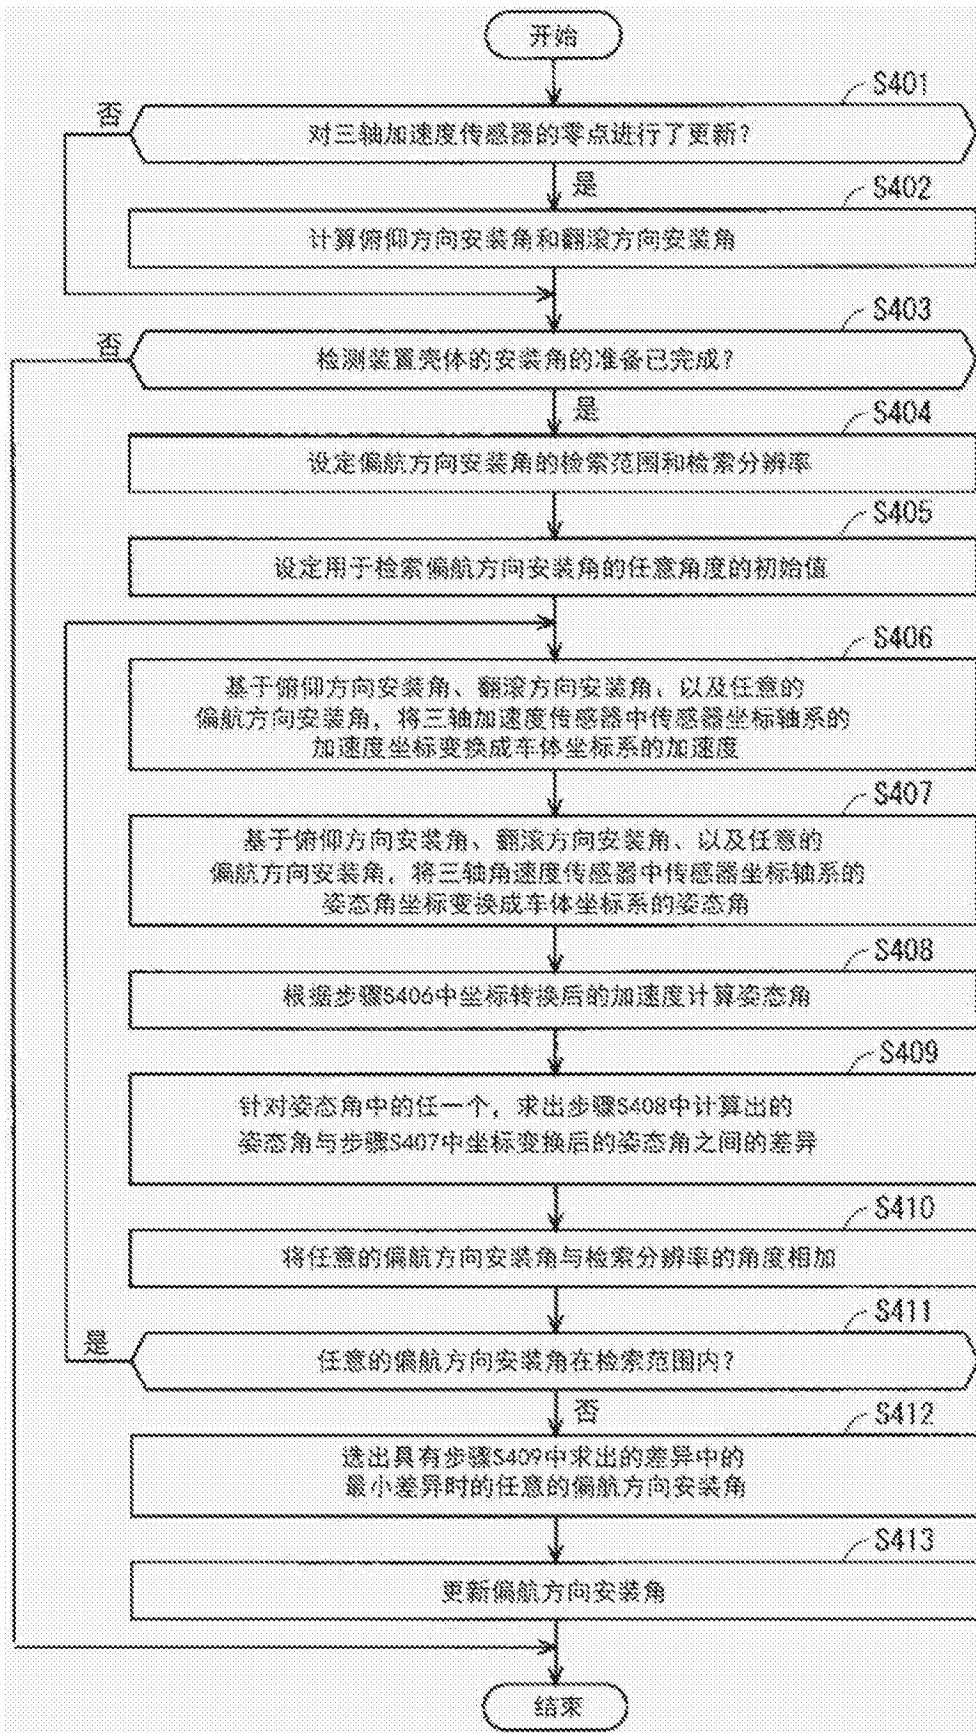 开始
S401
否
对三轴加速度传感器的零点进行了更新？
是
S402
计算俯仰方向安装角和翻滚方向安装角
S403
否
检测装置壳体的安装角的准备已完成？
是
S404
设定偏航方向安装角的检索范围和检索分辨率
S405
设定用于检索偏航方向安装角的任意角度的初始值
S406
基于俯仰方向安装角、翻滚方向安装角、以及任意的
偏航方向安装角，将三轴加速度传感器中传感器坐标轴系的
加速度坐标变换成车体坐标系的加速度
S407
基于俯仰方向安装角、翻滚方向安装角、以及任意的
偏航方向安装角，将三轴角速度传感器中传感器坐标轴系的
姿态角坐标变换成车体坐标系的姿态角
S408
根据步骤S406中坐标转换后的加速度计算姿态角
S409
针对姿态角中的任一个，求出步骤S408中计算出的
姿态角与步骤S407中坐标变换后的姿态角之间的差异
S410
将任意的偏航方向安装角与检索分辨率的角度相加
S411
是
任意的偏航方向安装角在检索范围内？
否
S412
选出具有步骤S409中求出的差异中的
最小差异时的任意的偏航方向安装角
S413
更新偏航方向安装角
结束